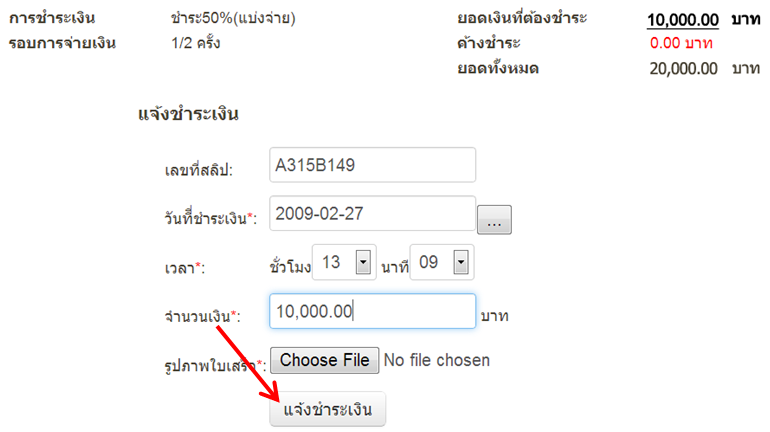 การชำระเงิน ชำระ50%(แบ่งจ่าย) ยอดเงินที่ต้องชำระ 10,000.00 บาท
รอบการจ่ายเงิน 1/2 ครั้ง ค้างชำระ 0.00 บาท
ยอดทั้งหมด 20,000.00 บาท
แจ้งชำระเงิน
เลขที่สลิป: A315B149
วันที่ชำระเงิน*: 2009-02-27 ...
เวลา*: ชั่วโมง 13 นาที 09
จำนวนเงิน*: 10,000.00 บาท
รูปภาพใบเสร็จ*: Choose File No file chosen
แจ้งชำระเงิน